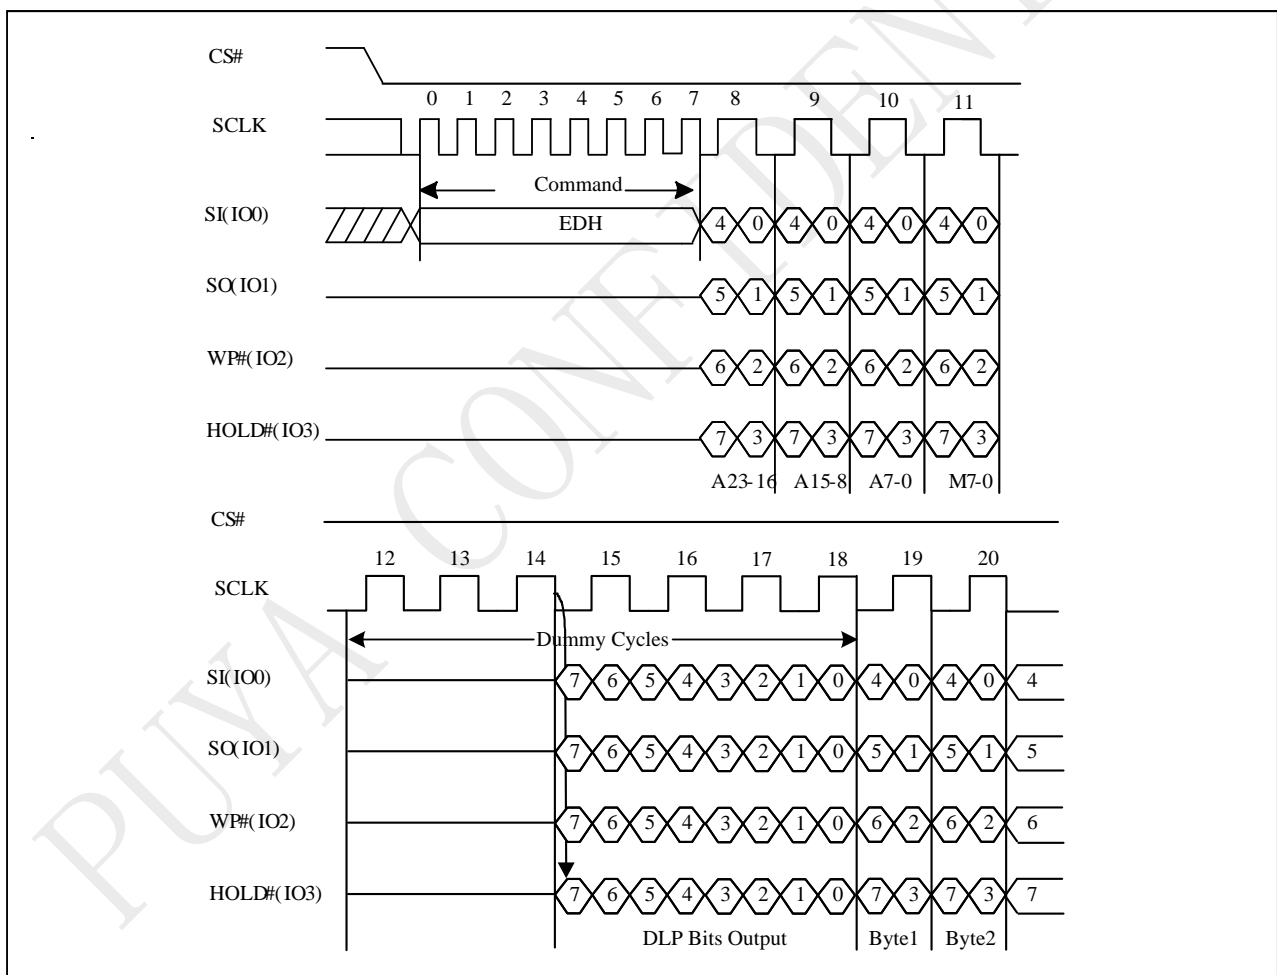 CS#
0 1 2 3 4 5 6 7 8 9 10 11
SCLK
Command
SI(IO0) EDH 4 0 4 0 4 0 4 0
SO(IO1) 5 1 5 1 5 1 5 1
WP#(IO2) 6 2 6 2 6 2 6 2
HOLD#(IO3) 7 3 7 3 7 3 7 3
A23-16 A15-8 A7-0 M7-0
CS#
12 13 14 15 16 17 18 19 20
SCLK
Dummy Cycles
SI(IO0) 7 6 5 4 3 2 1 0 4 0 4 0 4
SO(IO1) 7 6 5 4 3 2 1 0 5 1 5 1 5
WP#(IO2) 7 6 5 4 3 2 1 0 6 2 6 2 6
HOLD#(IO3) 7 6 5 4 3 2 1 0 7 3 7 3 7
DLP Bits Output Byte1 Byte2
PUYA CONFIDENT